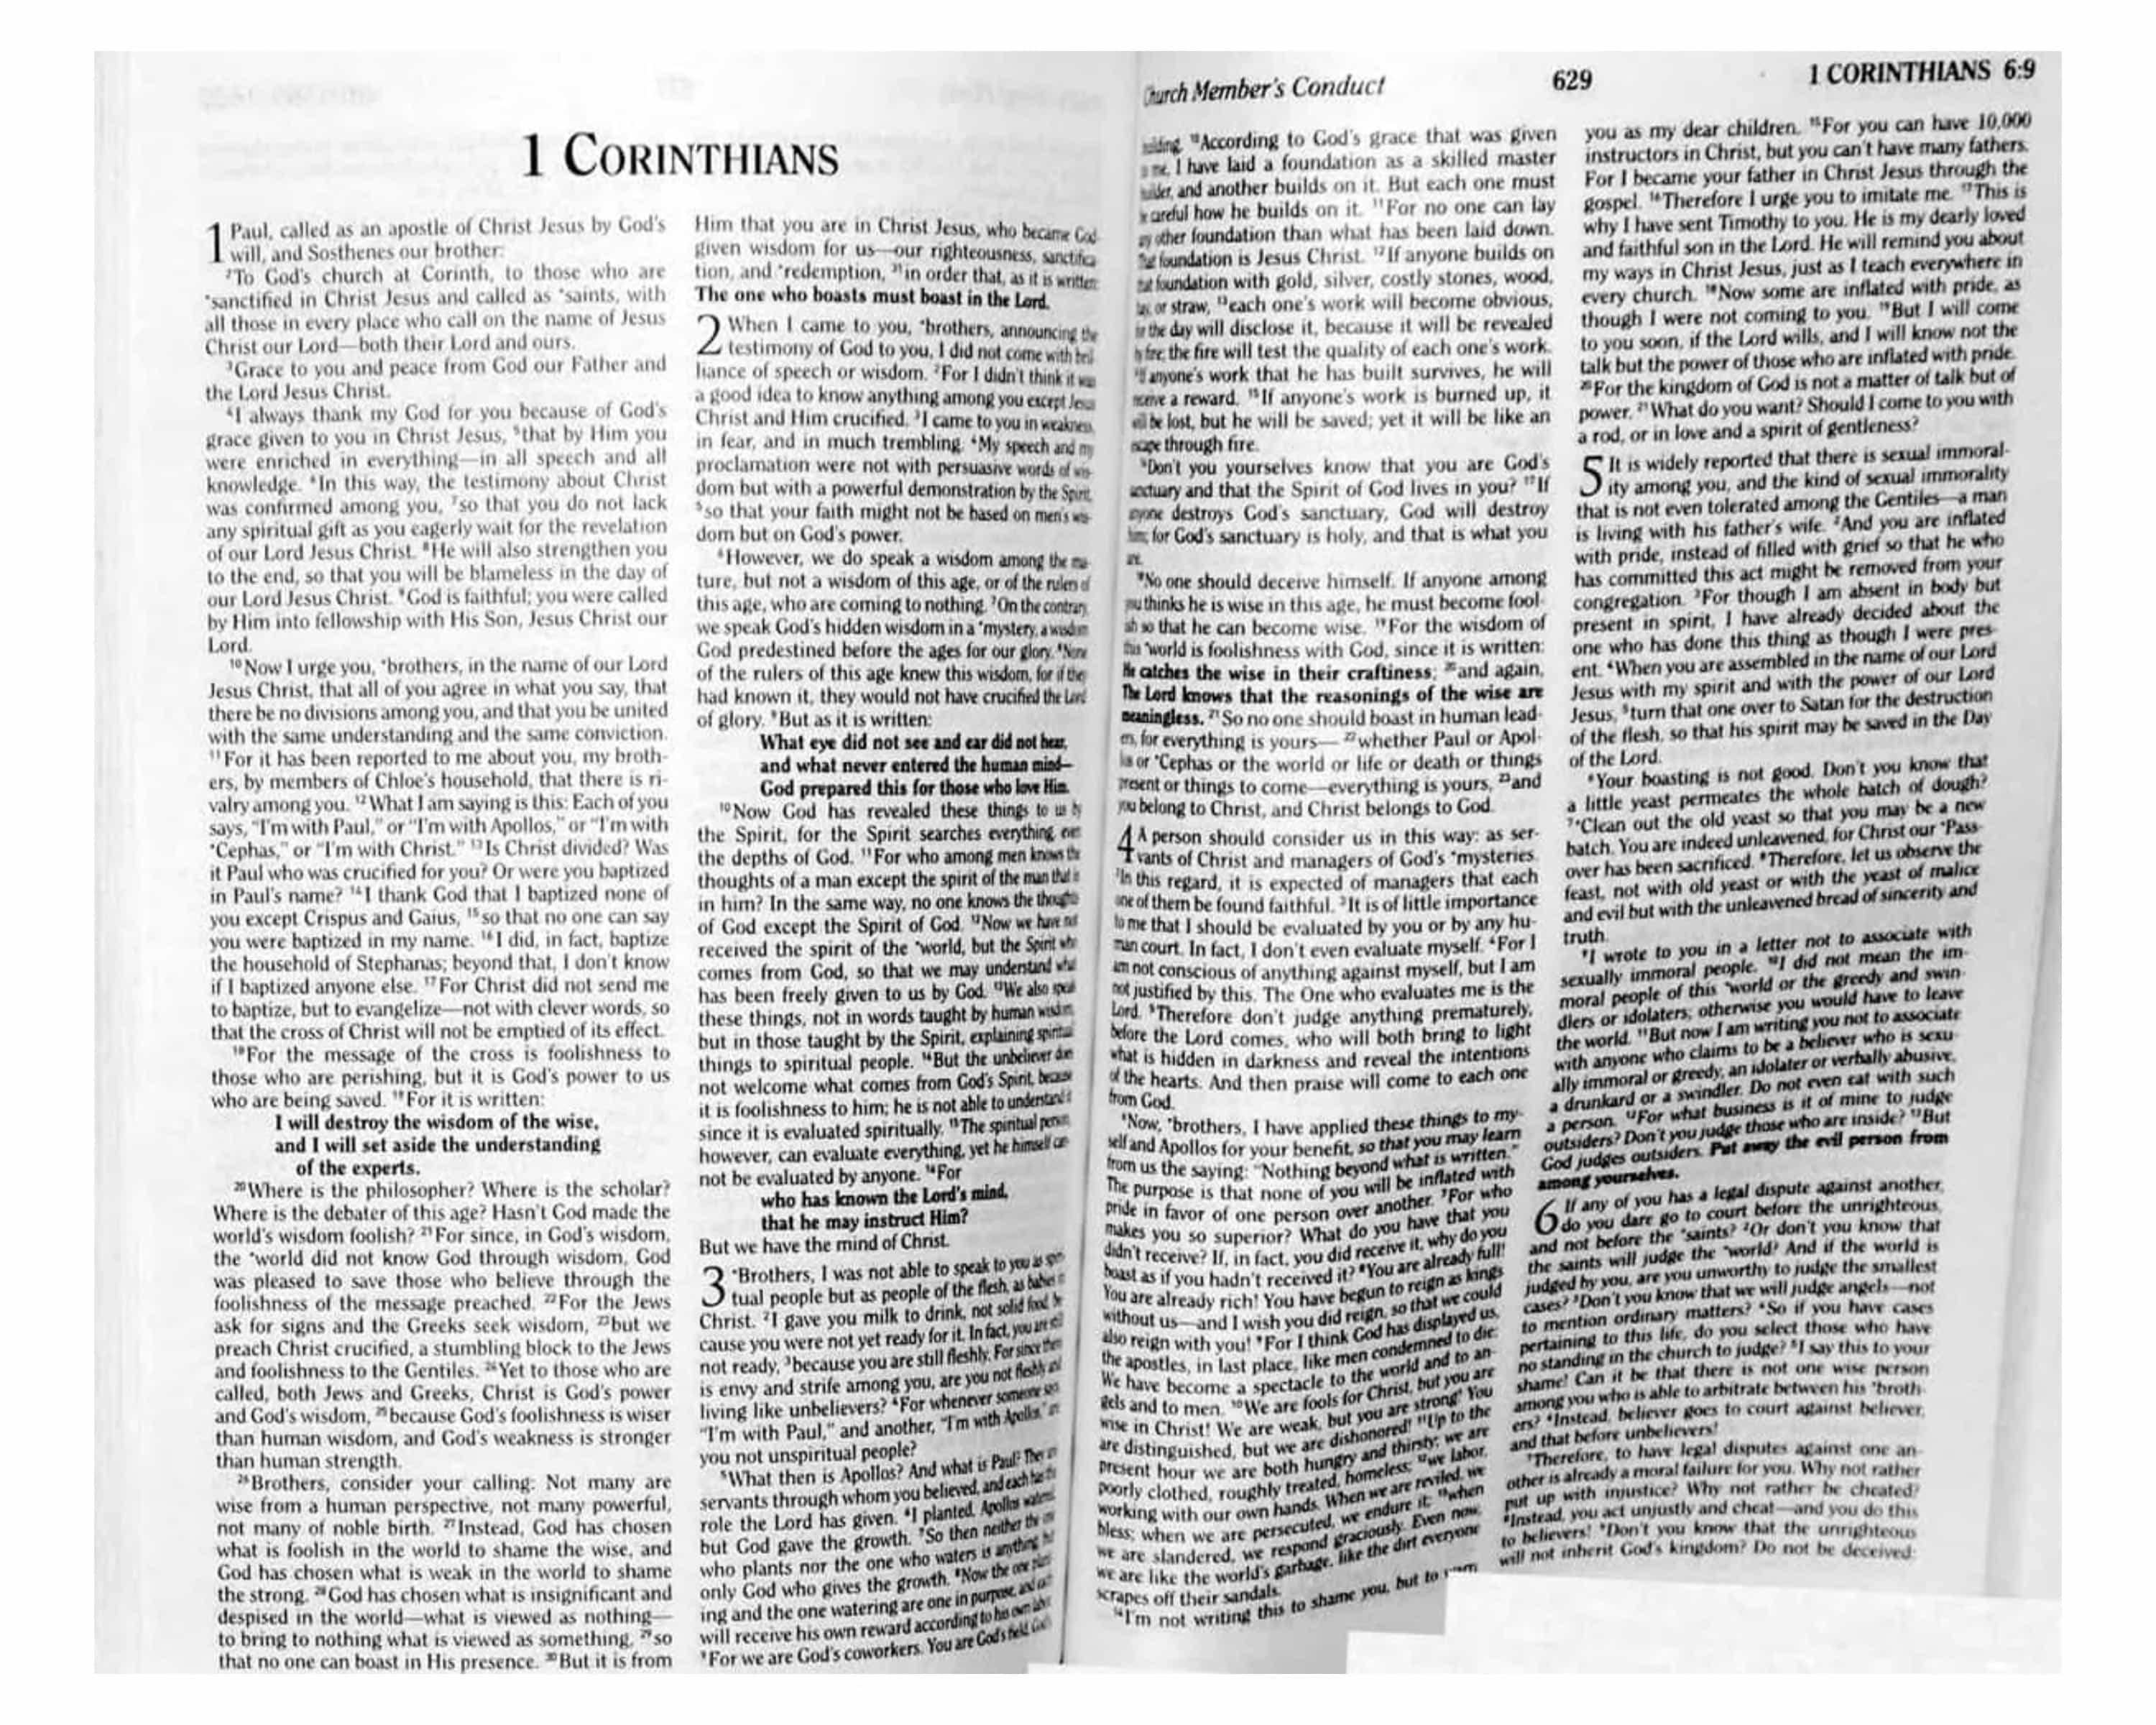 1 CORINTHIANS
1 Paul, called as an apostle of Christ Jesus by God's
will, and Sosthenes our brother:
2To God's church at Corinth, to those who are
*sanctified in Christ Jesus and called as *saints, with
all those in every place who call on the name of Jesus
Christ our Lord—both their Lord and ours.
3Grace to you and peace from God our Father and
the Lord Jesus Christ.
4I always thank my God for you because of God's
grace given to you in Christ Jesus, 5that by Him you
were enriched in everything—in all speech and all
knowledge. 6In this way, the testimony about Christ
was confirmed among you, 7so that you do not lack
any spiritual gift as you eagerly wait for the revelation
of our Lord Jesus Christ. 8He will also strengthen you
to the end, so that you will be blameless in the day of
our Lord Jesus Christ. 9God is faithful; you were called
by Him into fellowship with His Son, Jesus Christ our
Lord.
10Now I urge you, *brothers, in the name of our Lord
Jesus Christ, that all of you agree in what you say, that
there be no divisions among you, and that you be united
with the same understanding and the same conviction.
11For it has been reported to me about you, my broth-
ers, by members of Chloe's household, that there is ri-
valry among you. 12What I am saying is this: Each of you
says, "I'm with Paul," or "I'm with Apollos," or "I'm with
*Cephas," or "I'm with Christ." 13Is Christ divided? Was
it Paul who was crucified for you? Or were you baptized
in Paul's name? 14I thank God that I baptized none of
you except Crispus and Gaius, 15so that no one can say
you were baptized in my name. 16I did, in fact, baptize
the household of Stephanas; beyond that, I don't know
if I baptized anyone else. 17For Christ did not send me
to baptize, but to evangelize—not with clever words, so
that the cross of Christ will not be emptied of its effect.
18For the message of the cross is foolishness to
those who are perishing, but it is God's power to us
who are being saved. 19For it is written:
I will destroy the wisdom of the wise,
and I will set aside the understanding
of the experts.
20Where is the philosopher? Where is the scholar?
Where is the debater of this age? Hasn't God made the
world's wisdom foolish? 21For since, in God's wisdom,
the *world did not know God through wisdom, God
was pleased to save those who believe through the
foolishness of the message preached. 22For the Jews
ask for signs and the Greeks seek wisdom, 23but we
preach Christ crucified, a stumbling block to the Jews
and foolishness to the Gentiles. 24Yet to those who are
called, both Jews and Greeks, Christ is God's power
and God's wisdom, 25because God's foolishness is wiser
than human wisdom, and God's weakness is stronger
than human strength.
26Brothers, consider your calling: Not many are
wise from a human perspective, not many powerful,
not many of noble birth. 27Instead, God has chosen
what is foolish in the world to shame the wise, and
God has chosen what is weak in the world to shame
the strong. 28God has chosen what is insignificant and
despised in the world—what is viewed as nothing—
to bring to nothing what is viewed as something, 29so
that no one can boast in His presence. 30But it is from
Him that you are in Christ Jesus, who became God-
given wisdom for us—our righteousness, sanctifica-
tion, and *redemption, 31in order that, as it is written:
The one who boasts must boast in the Lord.
2 When I came to you, *brothers, announcing the
testimony of God to you, I did not come with bril-
liance of speech or wisdom. 2For I didn't think it was
a good idea to know anything among you except Jesus
Christ and Him crucified. 3I came to you in weakness,
in fear, and in much trembling. 4My speech and my
proclamation were not with persuasive words of wis-
dom but with a powerful demonstration by the Spirit,
5so that your faith might not be based on men's wis-
dom but on God's power.
6However, we do speak a wisdom among the ma-
ture, but not a wisdom of this age, or of the rulers of
this age, who are coming to nothing. 7On the contrary,
we speak God's hidden wisdom in a *mystery, a wisdom
God predestined before the ages for our glory. 8None
of the rulers of this age knew this wisdom, for if they
had known it, they would not have crucified the Lord
of glory. 9But as it is written:
What eye did not see and ear did not hear,
and what never entered the human mind—
God prepared this for those who love Him.
10Now God has revealed these things to us by
the Spirit, for the Spirit searches everything, even
the depths of God. 11For who among men knows the
thoughts of a man except the spirit of the man that is
in him? In the same way, no one knows the thoughts
of God except the Spirit of God. 12Now we have not
received the spirit of the *world, but the Spirit who
comes from God, so that we may understand what
has been freely given to us by God. 13We also speak
these things, not in words taught by human wisdom,
but in those taught by the Spirit, explaining spiritual
things to spiritual people. 14But the unbeliever does
not welcome what comes from God's Spirit, because
it is foolishness to him; he is not able to understand it
since it is evaluated spiritually. 15The spiritual person,
however, can evaluate everything, yet he himself can-
not be evaluated by anyone. 16For
who has known the Lord's mind,
that he may instruct Him?
But we have the mind of Christ.
3 *Brothers, I was not able to speak to you as spiri-
tual people but as people of the flesh, as babies in
Christ. 2I gave you milk to drink, not solid food, be-
cause you were not yet ready for it. In fact, you are still
not ready, 3because you are still fleshly. For since there
is envy and strife among you, are you not fleshly and
living like unbelievers? 4For whenever someone says,
"I'm with Paul," and another, "I'm with Apollos," are
you not unspiritual people?
5What then is Apollos? And what is Paul? They are
servants through whom you believed, and each has the
role the Lord has given. 6I planted, Apollos watered,
but God gave the growth. 7So then neither the one
who plants nor the one who waters is anything, but
only God who gives the growth. 8Now the one plant-
ing and the one watering are one in purpose, and each
will receive his own reward according to his own labor.
9For we are God's coworkers. You are God's field, God's
Church Member's Conduct 629 1 CORINTHIANS 6:9
building. 10According to God's grace that was given
to me, I have laid a foundation as a skilled master
builder, and another builds on it. But each one must
be careful how he builds on it. 11For no one can lay
any other foundation than what has been laid down.
That foundation is Jesus Christ. 12If anyone builds on
that foundation with gold, silver, costly stones, wood,
hay, or straw, 13each one's work will become obvious,
for the day will disclose it, because it will be revealed
by fire; the fire will test the quality of each one's work.
14If anyone's work that he has built survives, he will
receive a reward. 15If anyone's work is burned up, it
will be lost, but he will be saved; yet it will be like an
escape through fire.
16Don't you yourselves know that you are God's
sanctuary and that the Spirit of God lives in you? 17If
anyone destroys God's sanctuary, God will destroy
him; for God's sanctuary is holy, and that is what you
are.
18No one should deceive himself. If anyone among
you thinks he is wise in this age, he must become fool-
ish so that he can become wise. 19For the wisdom of
this *world is foolishness with God, since it is written:
He catches the wise in their craftiness; 20and again,
The Lord knows that the reasonings of the wise are
meaningless. 21So no one should boast in human lead-
ers, for everything is yours— 22whether Paul or Apol-
los or *Cephas or the world or life or death or things
present or things to come—everything is yours, 23and
you belong to Christ, and Christ belongs to God.
4 A person should consider us in this way: as ser-
vants of Christ and managers of God's *mysteries.
2In this regard, it is expected of managers that each
one of them be found faithful. 3It is of little importance
to me that I should be evaluated by you or by any hu-
man court. In fact, I don't even evaluate myself. 4For I
am not conscious of anything against myself, but I am
not justified by this. The One who evaluates me is the
Lord. 5Therefore don't judge anything prematurely,
before the Lord comes, who will both bring to light
what is hidden in darkness and reveal the intentions
of the hearts. And then praise will come to each one
from God.
6Now, *brothers, I have applied these things to my-
self and Apollos for your benefit, so that you may learn
from us the saying: "Nothing beyond what is written."
The purpose is that none of you will be inflated with
pride in favor of one person over another. 7For who
makes you so superior? What do you have that you
didn't receive? If, in fact, you did receive it, why do you
boast as if you hadn't received it? 8You are already full!
You are already rich! You have begun to reign as kings
without us—and I wish you did reign, so that we could
also reign with you! 9For I think God has displayed us,
the apostles, in last place, like men condemned to die:
We have become a spectacle to the world and to an-
gels and to men. 10We are fools for Christ, but you are
wise in Christ! We are weak, but you are strong! You
are distinguished, but we are dishonored! 11Up to the
present hour we are both hungry and thirsty; we are
poorly clothed, roughly treated, homeless; 12we labor,
working with our own hands. When we are reviled, we
bless; when we are persecuted, we endure it; 13when
we are slandered, we respond graciously. Even now,
we are like the world's garbage, like the dirt everyone
scrapes off their sandals.
14I'm not writing this to shame you, but to warn
you as my dear children. 15For you can have 10,000
instructors in Christ, but you can't have many fathers.
For I became your father in Christ Jesus through the
gospel. 16Therefore I urge you to imitate me. 17This is
why I have sent Timothy to you. He is my dearly loved
and faithful son in the Lord. He will remind you about
my ways in Christ Jesus, just as I teach everywhere in
every church. 18Now some are inflated with pride, as
though I were not coming to you. 19But I will come
to you soon, if the Lord wills, and I will know not the
talk but the power of those who are inflated with pride.
20For the kingdom of God is not a matter of talk but of
power. 21What do you want? Should I come to you with
a rod, or in love and a spirit of gentleness?
5 It is widely reported that there is sexual immoral-
ity among you, and the kind of sexual immorality
that is not even tolerated among the Gentiles—a man
is living with his father's wife. 2And you are inflated
with pride, instead of filled with grief so that he who
has committed this act might be removed from your
congregation. 3For though I am absent in body but
present in spirit, I have already decided about the
one who has done this thing as though I were pres-
ent. 4When you are assembled in the name of our Lord
Jesus with my spirit and with the power of our Lord
Jesus, 5turn that one over to Satan for the destruction
of the flesh, so that his spirit may be saved in the Day
of the Lord.
6Your boasting is not good. Don't you know that
a little yeast permeates the whole batch of dough?
7*Clean out the old yeast so that you may be a new
batch. You are indeed unleavened, for Christ our *Pass-
over has been sacrificed. 8Therefore, let us observe the
feast, not with old yeast or with the yeast of malice
and evil but with the unleavened bread of sincerity and
truth.
9I wrote to you in a letter not to associate with
sexually immoral people. 10I did not mean the im-
moral people of this *world or the greedy and swin-
dlers or idolaters; otherwise you would have to leave
the world. 11But now I am writing you not to associate
with anyone who claims to be a believer who is sexu-
ally immoral or greedy, an idolater or verbally abusive,
a drunkard or a swindler. Do not even eat with such
a person. 12For what business is it of mine to judge
outsiders? Don't you judge those who are inside? 13But
God judges outsiders. Put away the evil person from
among yourselves.
6 If any of you has a legal dispute against another,
do you dare go to court before the unrighteous,
and not before the *saints? 2Or don't you know that
the saints will judge the *world? And if the world is
judged by you, are you unworthy to judge the smallest
cases? 3Don't you know that we will judge angels—not
to mention ordinary matters? 4So if you have cases
pertaining to this life, do you select those who have
no standing in the church to judge? 5I say this to your
shame! Can it be that there is not one wise person
among you who is able to arbitrate between his *broth-
ers? 6Instead, believer goes to court against believer,
and that before unbelievers!
7Therefore, to have legal disputes against one an-
other is already a moral failure for you. Why not rather
put up with injustice? Why not rather be cheated?
8Instead, you act unjustly and cheat—and you do this
to believers! 9Don't you know that the unrighteous
will not inherit God's kingdom? Do not be deceived: